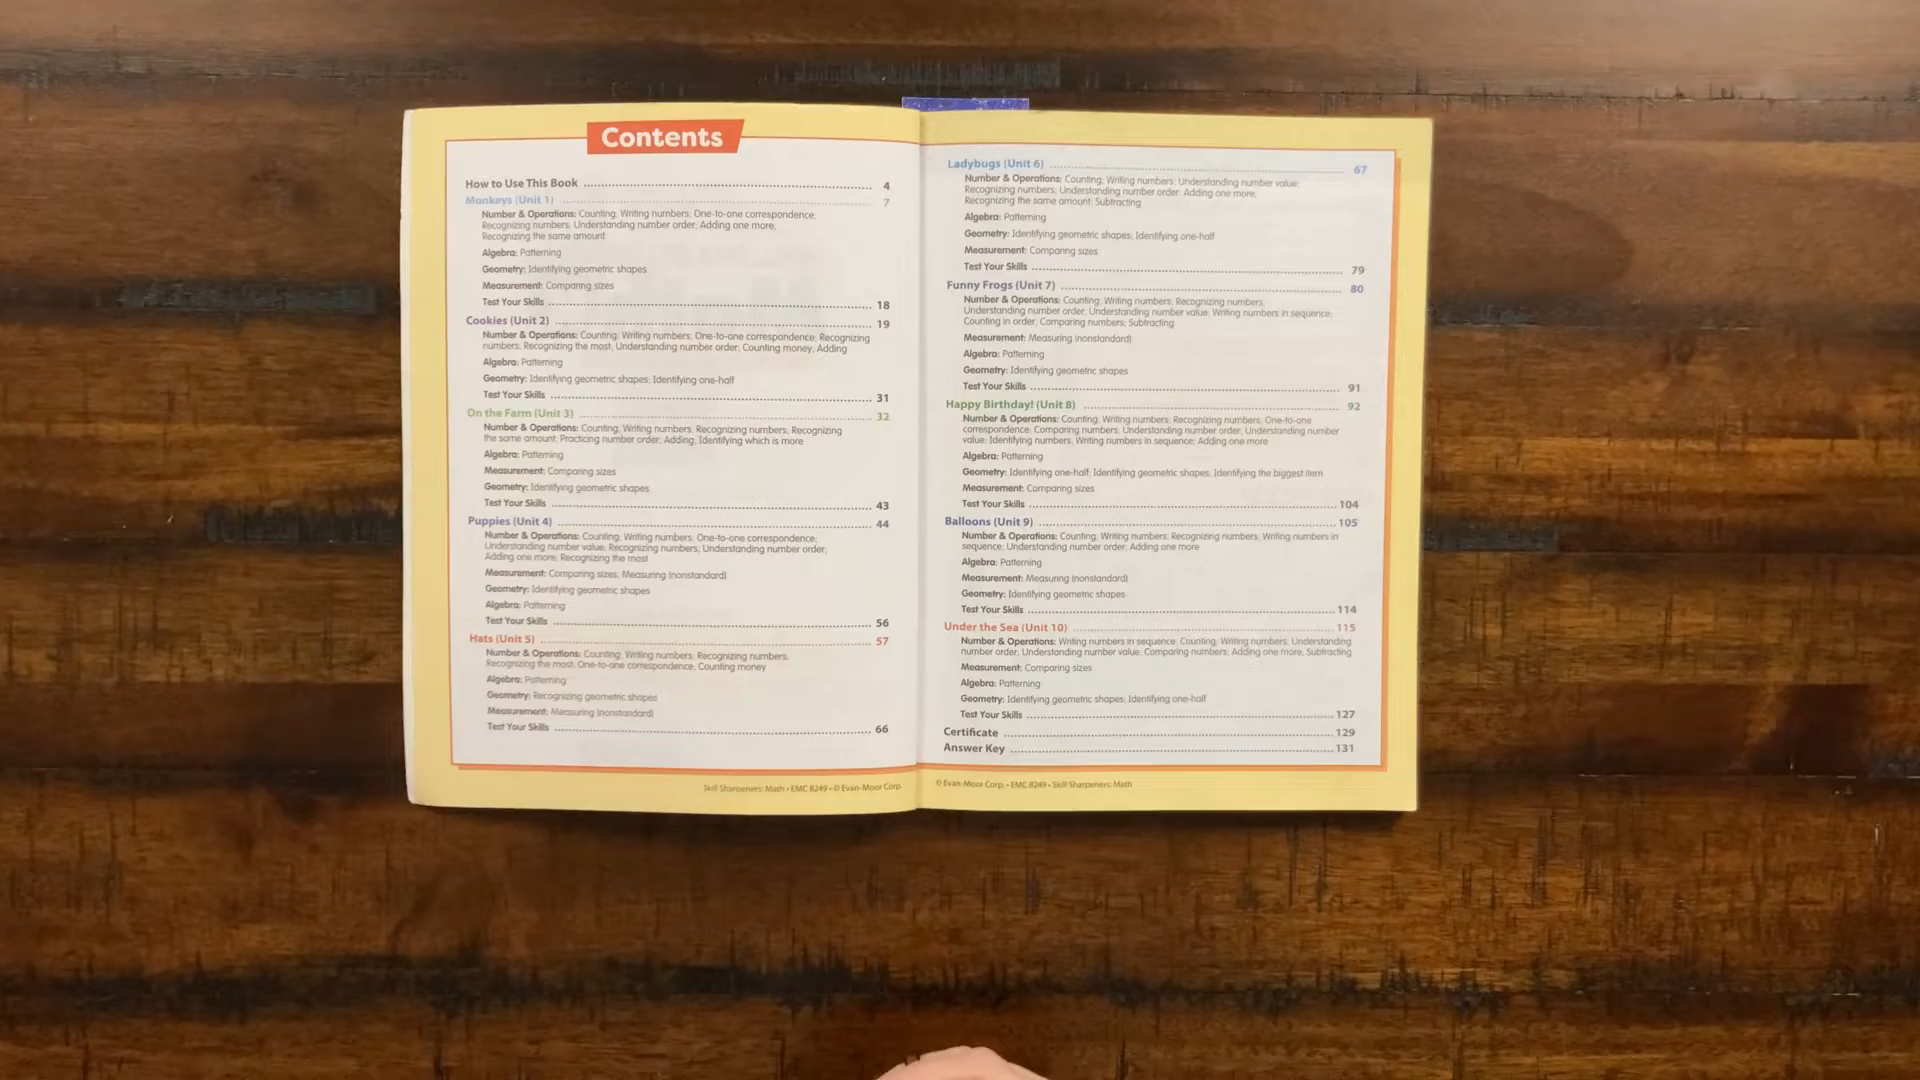 Contents
How to Use This Book 4
Monkeys (Unit 1) 7
Number & Operations: Counting; Writing numbers; One-to-one correspondence;
Recognizing numbers; Understanding number order; Adding one more;
Recognizing the same amount
Algebra: Patterning
Geometry: Identifying geometric shapes
Measurement: Comparing sizes
Test Your Skills 18
Cookies (Unit 2) 19
Number & Operations: Counting; Writing numbers; One-to-one correspondence; Recognizing
numbers; Recognizing the most; Understanding number order; Counting money; Adding
Algebra: Patterning
Geometry: Identifying geometric shapes; Identifying one-half
Test Your Skills 31
On the Farm (Unit 3) 32
Number & Operations: Counting; Writing numbers; Recognizing numbers; Recognizing
the same amount; Practicing number order; Adding; Identifying which is more
Algebra: Patterning
Measurement: Comparing sizes
Geometry: Identifying geometric shapes
Test Your Skills 43
Puppies (Unit 4) 44
Number & Operations: Counting; Writing numbers; One-to-one correspondence;
Understanding number value; Recognizing numbers; Understanding number order;
Adding one more; Recognizing the most
Measurement: Comparing sizes; Measuring (nonstandard)
Geometry: Identifying geometric shapes
Algebra: Patterning
Test Your Skills 56
Hats (Unit 5) 57
Number & Operations: Counting; Writing numbers; Recognizing numbers;
Recognizing the most; One-to-one correspondence; Counting money
Algebra: Patterning
Geometry: Recognizing geometric shapes
Measurement: Measuring (nonstandard)
Test Your Skills 66
Skill Sharpeners: Math • EMC 8249 • © Evan-Moor Corp.
Ladybugs (Unit 6) 67
Number & Operations: Counting; Writing numbers; Understanding number value;
Recognizing numbers; Understanding number order; Adding one more;
Recognizing the same amount; Subtracting
Algebra: Patterning
Geometry: Identifying geometric shapes; Identifying one-half
Measurement: Comparing sizes
Test Your Skills 79
Funny Frogs (Unit 7) 80
Number & Operations: Counting; Writing numbers; Recognizing numbers;
Understanding number order; Understanding number value; Writing numbers in sequence;
Counting in order; Comparing numbers; Subtracting
Measurement: Measuring (nonstandard)
Algebra: Patterning
Geometry: Identifying geometric shapes
Test Your Skills 91
Happy Birthday! (Unit 8) 92
Number & Operations: Counting; Writing numbers; Recognizing numbers; One-to-one
correspondence; Comparing numbers; Understanding number order; Understanding number
value; Identifying numbers; Writing numbers in sequence; Adding one more
Algebra: Patterning
Geometry: Identifying one-half; Identifying geometric shapes; Identifying the biggest item
Measurement: Comparing sizes
Test Your Skills 104
Balloons (Unit 9) 105
Number & Operations: Counting; Writing numbers; Recognizing numbers; Writing numbers in
sequence; Understanding number order; Adding one more
Algebra: Patterning
Measurement: Measuring (nonstandard)
Geometry: Identifying geometric shapes
Test Your Skills 114
Under the Sea (Unit 10) 115
Number & Operations: Writing numbers in sequence; Counting; Writing numbers; Understanding
number order; Understanding number value; Comparing numbers; Adding one more; Subtracting
Measurement: Comparing sizes
Algebra: Patterning
Geometry: Identifying geometric shapes; Identifying one-half
Test Your Skills 127
Certificate 129
Answer Key 131
© Evan-Moor Corp. • EMC 8249 • Skill Sharpeners: Math